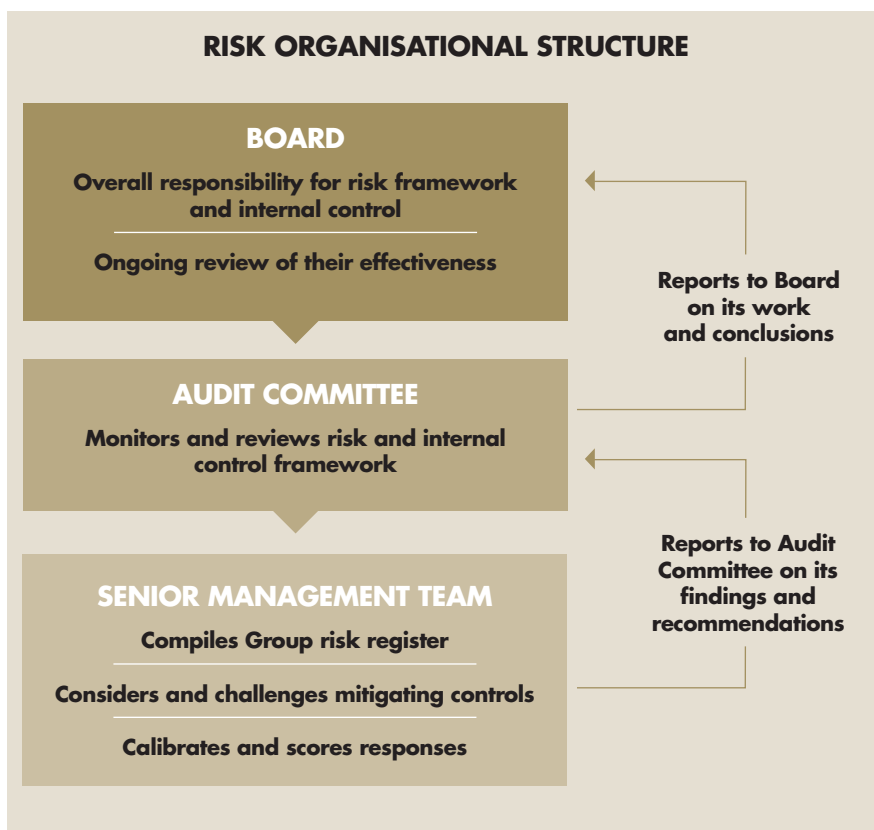 RISK ORGANISATIONAL STRUCTURE
BOARD
Overall responsibility for risk framework
and internal control
Ongoing review of their effectiveness
Reports to Board
on its work
and conclusions
AUDIT COMMITTEE
Monitors and reviews risk and internal
control framework
Reports to Audit
Committee on its
findings and
recommendations
SENIOR MANAGEMENT TEAM
Compiles Group risk register
Considers and challenges mitigating controls
Calibrates and scores responses